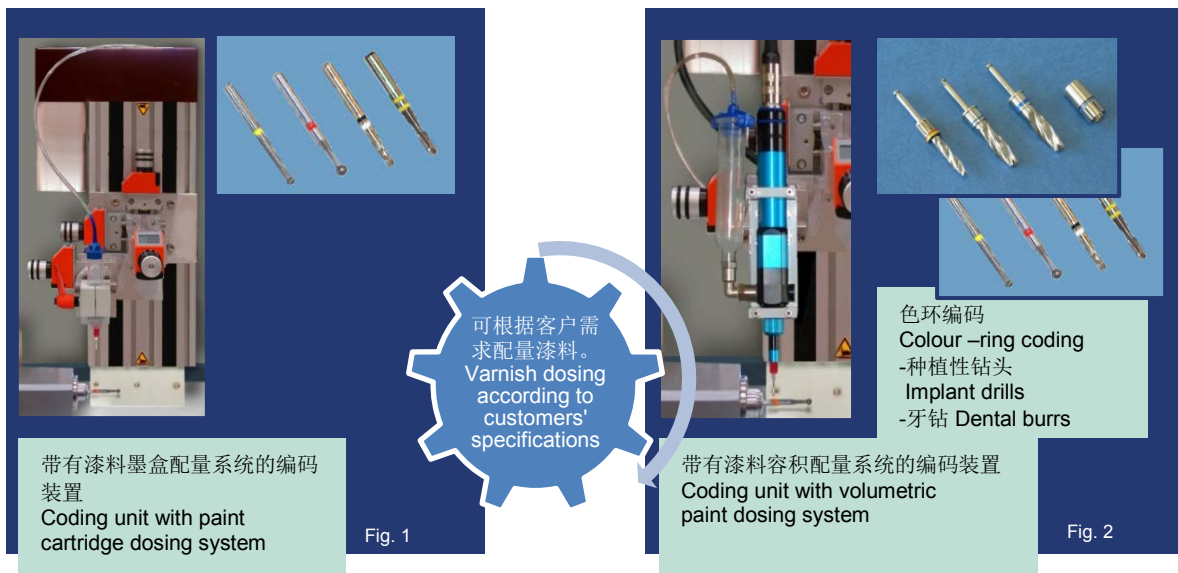 带有漆料墨盒配量系统的编码
装置
Coding unit with paint
cartridge dosing system
Fig. 1
可根据客户需
求配量漆料。
Varnish dosing
according to
customers'
specifications
色环编码
Colour –ring coding
-种植性钻头
Implant drills
-牙钻 Dental burrs
带有漆料容积配量系统的编码装置
Coding unit with volumetric
paint dosing system
Fig. 2